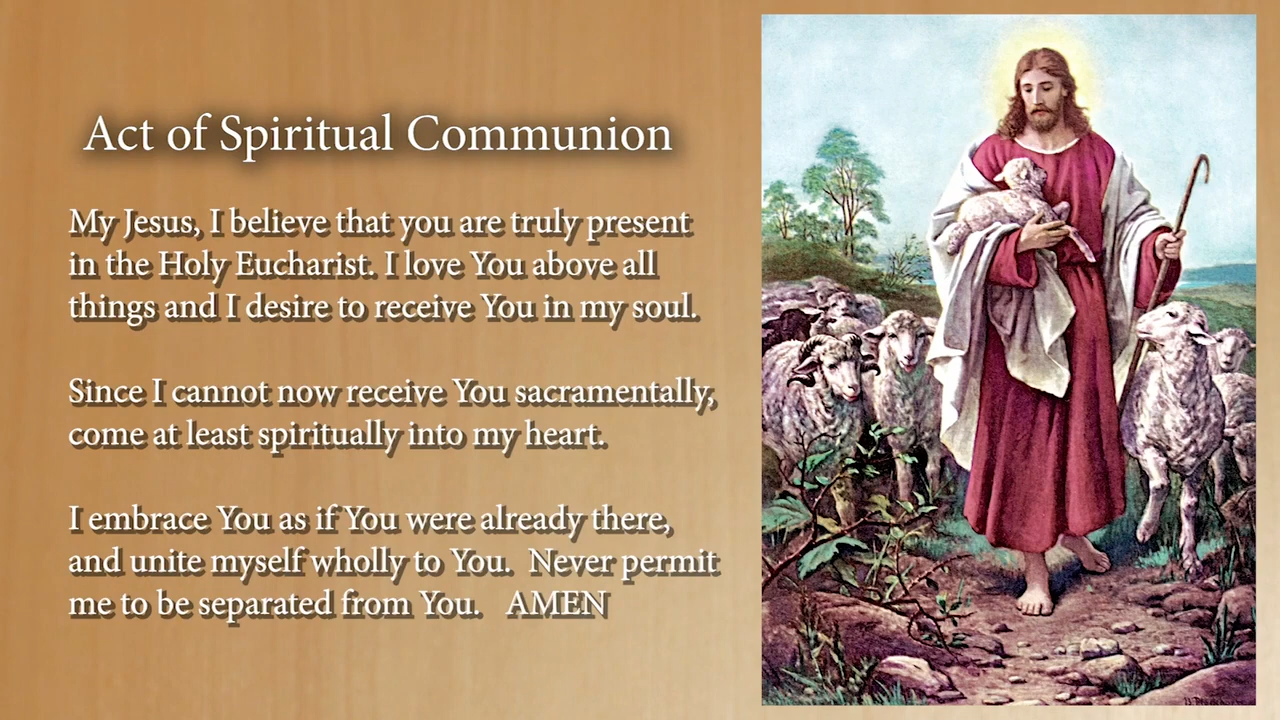 Act of Spiritual Communion
My Jesus, I believe that you are truly present
in the Holy Eucharist. I love You above all
things and I desire to receive You in my soul.
Since I cannot now receive You sacramentally,
come at least spiritually into my heart.
I embrace You as if You were already there,
and unite myself wholly to You.  Never permit
me to be separated from You.   AMEN